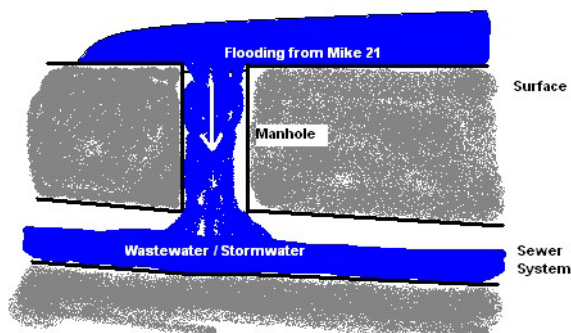 Flooding from Mike 21
Surface
Manhole
Wastewater / Stormwater
Sewer
System